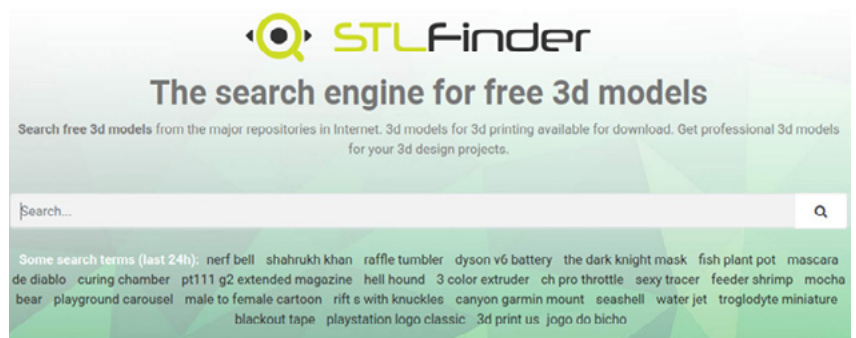 STLFinder
The search engine for free 3d models
Search free 3d models from the major repositories in Internet. 3d models for 3d printing available for download. Get professional 3d models
for your 3d design projects.
Search...
Some search terms (last 24h): nerf bell shahrukh khan raffle tumbler dyson v6 battery the dark knight mask fish plant pot mascara
de diablo curing chamber pt111 g2 extended magazine hell hound 3 color extruder ch pro throttle sexy tracer feeder shrimp mocha
bear playground carousel male to female cartoon rift s with knuckles canyon garmin mount seashell water jet troglodyte miniature
blackout tape playstation logo classic 3d print us jogo do bicho